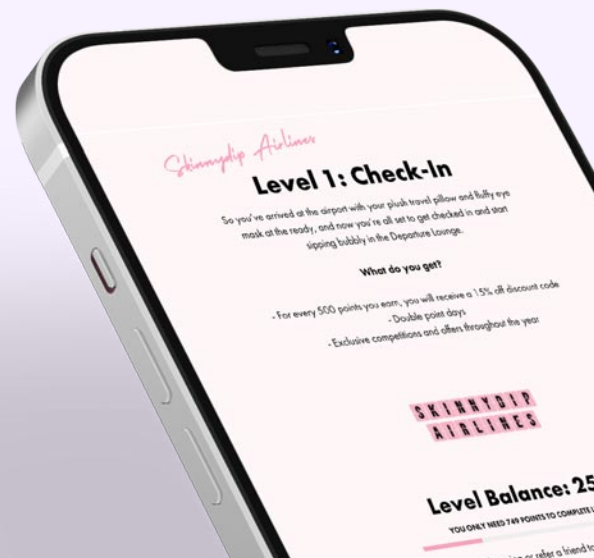 Skinnydip Airlines
Level 1: Check-In
So you've arrived at the airport with your plush travel pillow and fluffy eye
mask at the ready, and now you're all set to get checked in and start
sipping bubbly in the Departure Lounge.
What do you get?
- For every 500 points you earn, you will receive a 15% off discount code
- Double point days
- Exclusive competitions and offers throughout the year
SKINNYDIP
AIRLINES
Level Balance: 25
YOU ONLY NEED 749 POINTS TO COMPLETE L
or refer a friend t